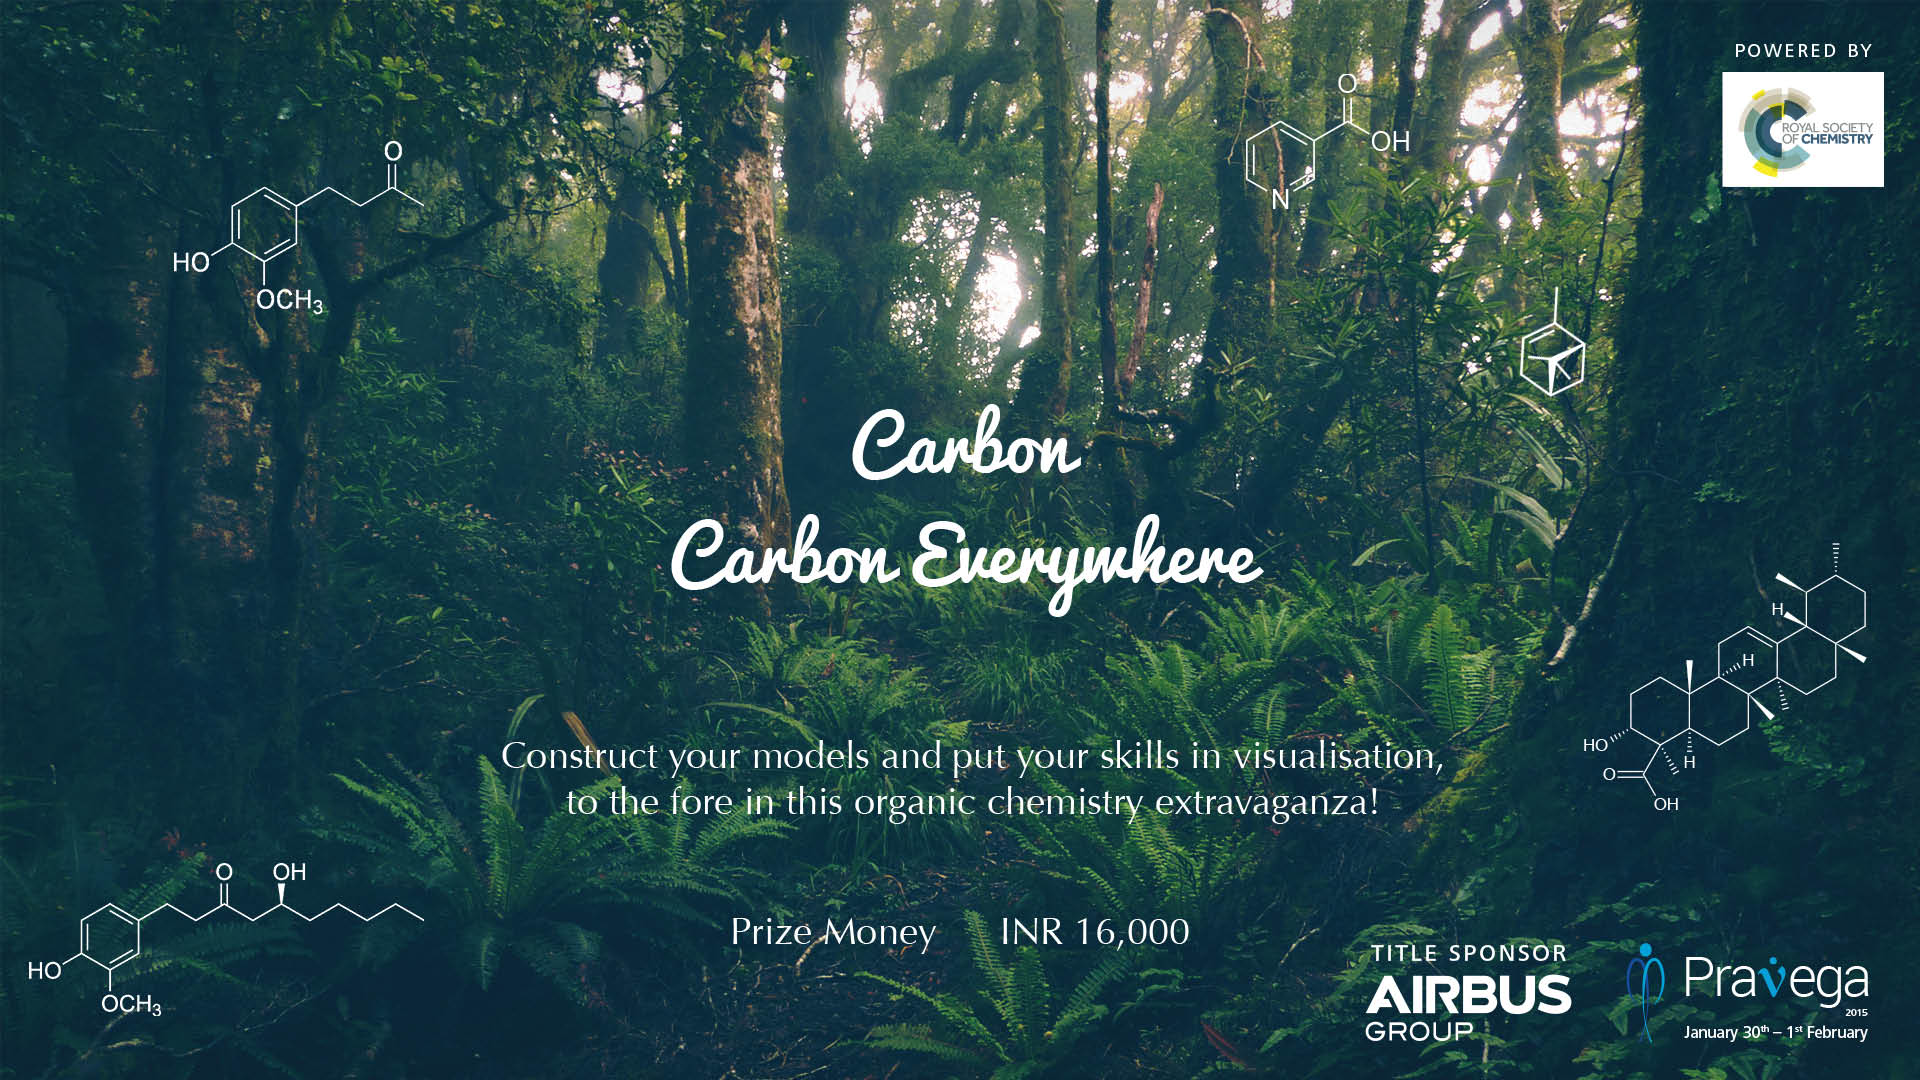 POWERED BY
ROYAL SOCIETY
OF CHEMISTRY
O
OH
N
O
HO
OCH3
Carbon
Carbon Everywhere
H
H
HO
H
O
OH
Construct your models and put your skills in visualisation,
to the fore in this organic chemistry extravaganza!
O
OH
HO
OCH3
Prize Money INR 16,000
TITLE SPONSOR
AIRBUS
GROUP
Pravega
2015
January 30th – 1st February